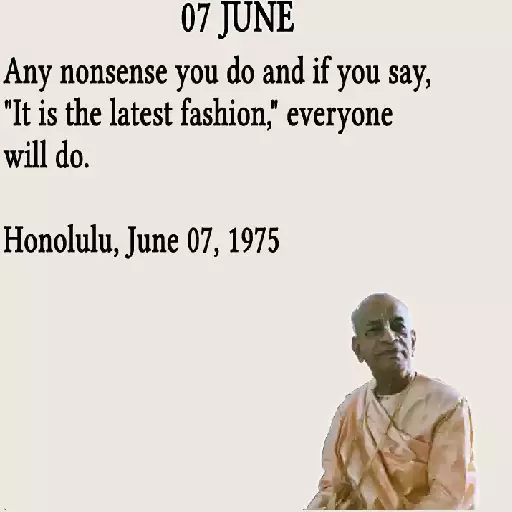 07 JUNE
Any nonsense you do and if you say,
"It is the latest fashion," everyone
will do.
Honolulu, June 07, 1975